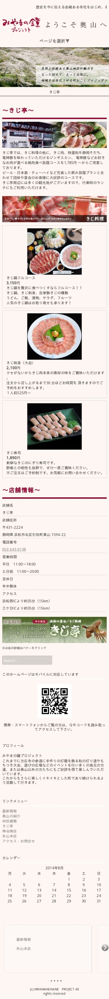 歴史を今に伝える由緒ある寺社をはじめ、
みやまの鐘
プロジェクト
ようこそ奥山へ
ページを選択▼
自然と伝統ある奥山地区の魅力を
もっと伝えて、もっと元気に。
地域を活性化させる町おこしプロジェクト
きじ亭
～きじ亭～
きじ亭では、きじ料理の他に、きじ肉、特選和牛静岡そだち、
竜神豚を味わっていただけるジンギスカン、 竜神豚などお好き
なお肉が選べる焼肉食べ放題コースを1,785円 ～からご用意し
ております。
ビール・日本酒・チューハイなど充実した飲み放題プランと合
わせて団体や宴会のお客様に大好評のコースです。
きじ亭周辺には多くの観光地がございますので、行楽時のラン
チにもご利用いただけます。
必須アミノ酸すべてを含む低カロリー高たんぱくなきじ肉をたっぷりと
きじ料理
きじ鍋フルコース
3,150円
きじ鍋を贅沢に食べつくすならフルコース！！
きじ鍋、きじ刺身、自家製きじの燻製
うどん、ご飯、漬物、サラダ、フルーツ
人気のきじ鍋はお取り寄せも承ります！
きじ刺身（大皿）
2,100円
クセがないからきじ肉本来の素材の味をご賞味いただけます
。
注文から召し上がるまで30 分ほどお時間を 頂きますのでご
予約をおすすめします。
１人前525円～
きじ寿司
1,890円
新鮮なきじのにぎり寿司です。
酢飯との相性も抜群で、ぜひ一度ご賞味ください。
※ご注文はご予約制です。お気軽にお問い合わせください。
～店舗情報～
店舗名
きじ亭
店舗住所
〒431-2224
静岡県 浜松市北区引佐町奥山 1594-22
電話番号
053-543-0138
営業時間
平日　11:00～18:00
土日祝　11:00～20:00
定休日
年中無休
アクセス
浜松西ICより約35分（15km）
三ケ日ICより約35分（15km）
営業時間 年中無休 浜松の宴会／きじ料理
平　日 11:00～18:00
土日祝 11:00～20:00
※宴会予約の場合は除く
きじ亭
※お店の詳細はバナーをクリック
Search...
このホームページはモバイルに対応しています
携帯・スマートフォンからご覧の方は、ＱＲコードを読み取っ
てアクセスして下さい。
プロフィール
みやまの鐘プロジェクト
これまでに方広寺の参道に手作りの灯籠を飾る和の灯り道やも
ちつき大会、遊びの広場などのイベントを行い多くの地元の方
達、または奥山以外の方たちにもご好評を得て楽しんでいただ
いています。
これからもさらに楽しくイキイキとした町であり続けられるよ
う活動して行きます。
リンクメニュー
最新情報
奥山の紹介
仲田建築
きじ亭
神谷商店
外山本店
アクセス・お問合せ
カレンダー
2014年8月
月 火 水 木 金 土 日
1 2 3
4 5 6 7 8 9 10
11 12 13 14 15 16 17
18 19 20 21 22 23 24
25 26 27 28 29 30 31
最新情報
外山本店
(c) MIYAMANOKANE　PROJECT All
rights reserved